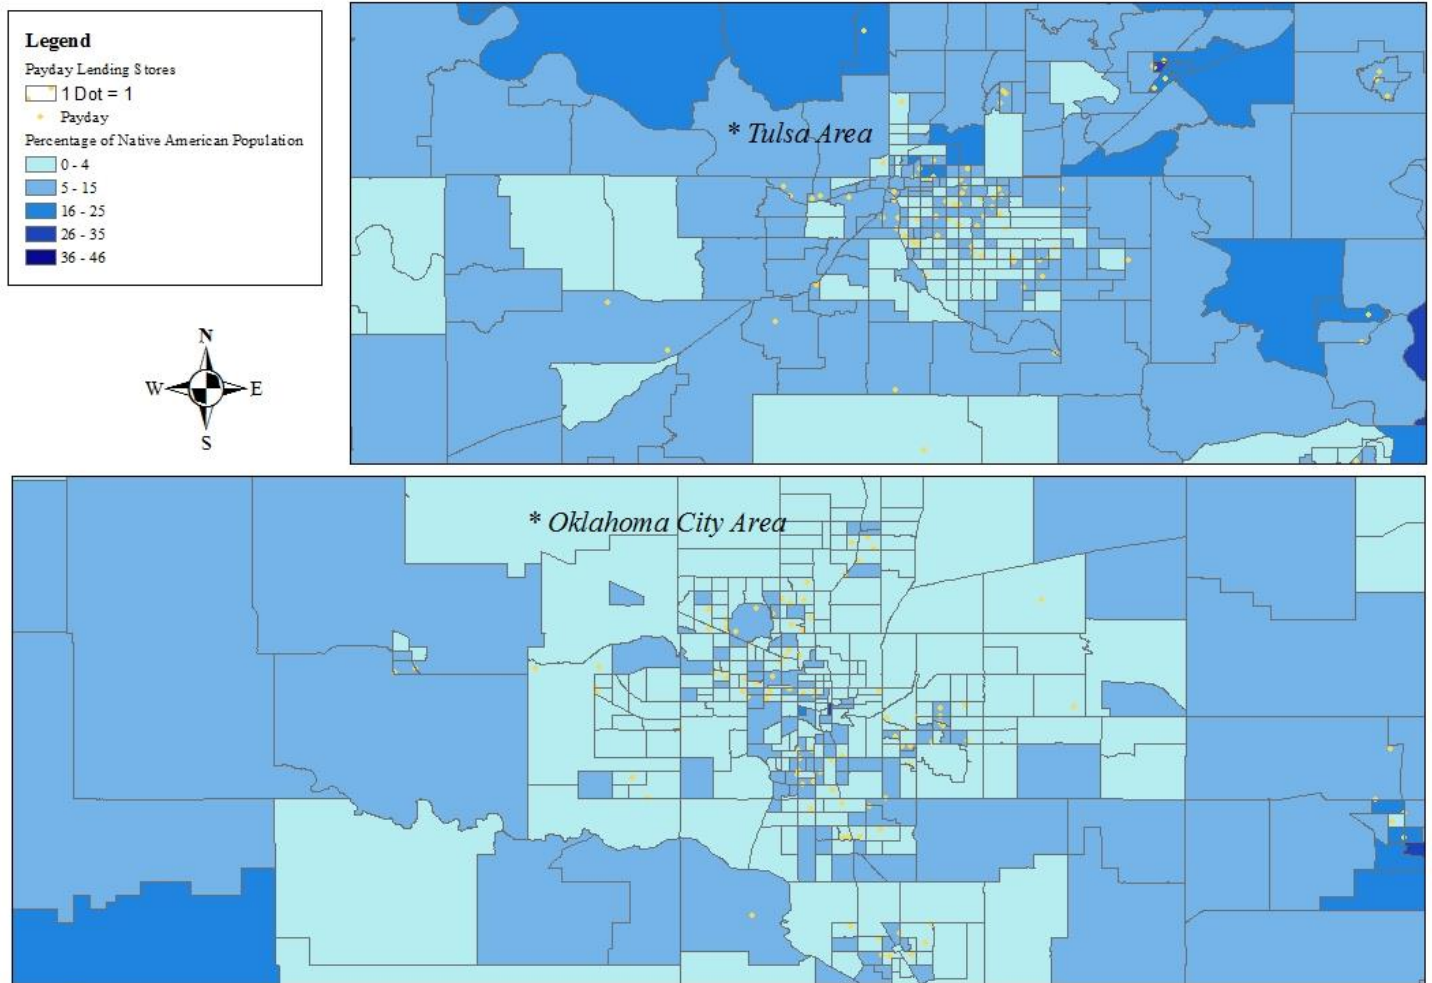 Legend
Payday Lending Stores
1 Dot = 1
Payday
Percentage of Native American Population
0 - 4
5 - 15
16 - 25
26 - 35
36 - 46
N
W E
S
* Tulsa Area
* Oklahoma City Area